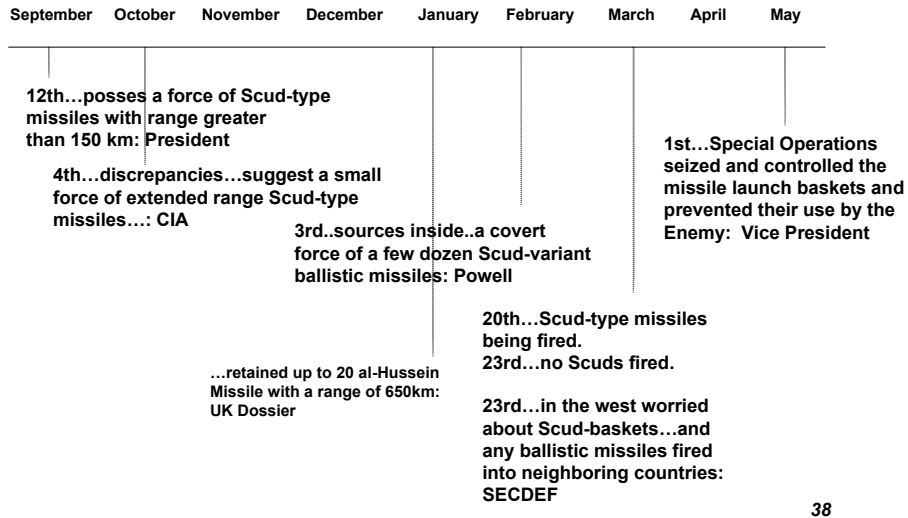 September October November December January February March April May
12th…posses a force of Scud-type
missiles with range greater
than 150 km: President
4th…discrepancies…suggest a small
force of extended range Scud-type
missiles…: CIA
3rd..sources inside..a covert
force of a few dozen Scud-variant
ballistic missiles: Powell
…retained up to 20 al-Hussein
Missile with a range of 650km:
UK Dossier
20th…Scud-type missiles
being fired.
23rd…no Scuds fired.
23rd…in the west worried
about Scud-baskets…and
any ballistic missiles fired
into neighboring countries:
SECDEF
1st…Special Operations
seized and controlled the
missile launch baskets and
prevented their use by the
Enemy: Vice President
38